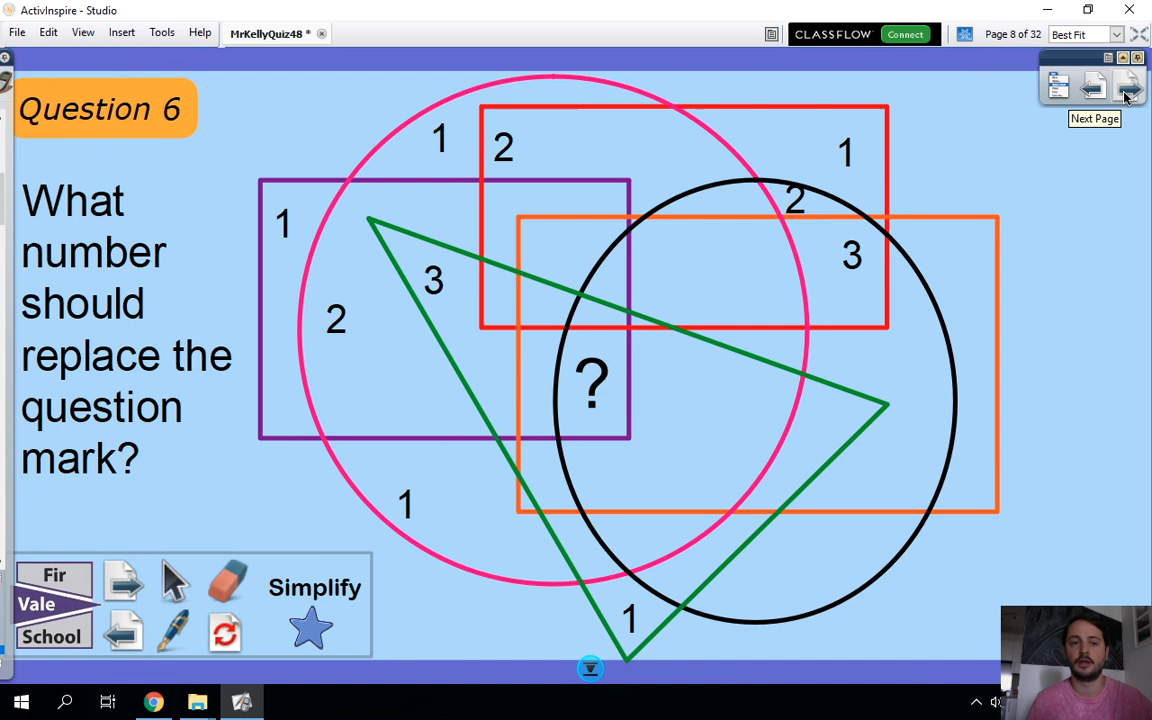 ActivInspire - Studio
File Edit View Insert Tools Help MrKellyQuiz48 * CLASSFLOW Connect Page 8 of 32 Best Fit
Next Page
Question 6
What
number
should
replace the
question
mark?
1 2 1
2
1
3
3
2
?
1
1
Fir
Vale
School
Simplify